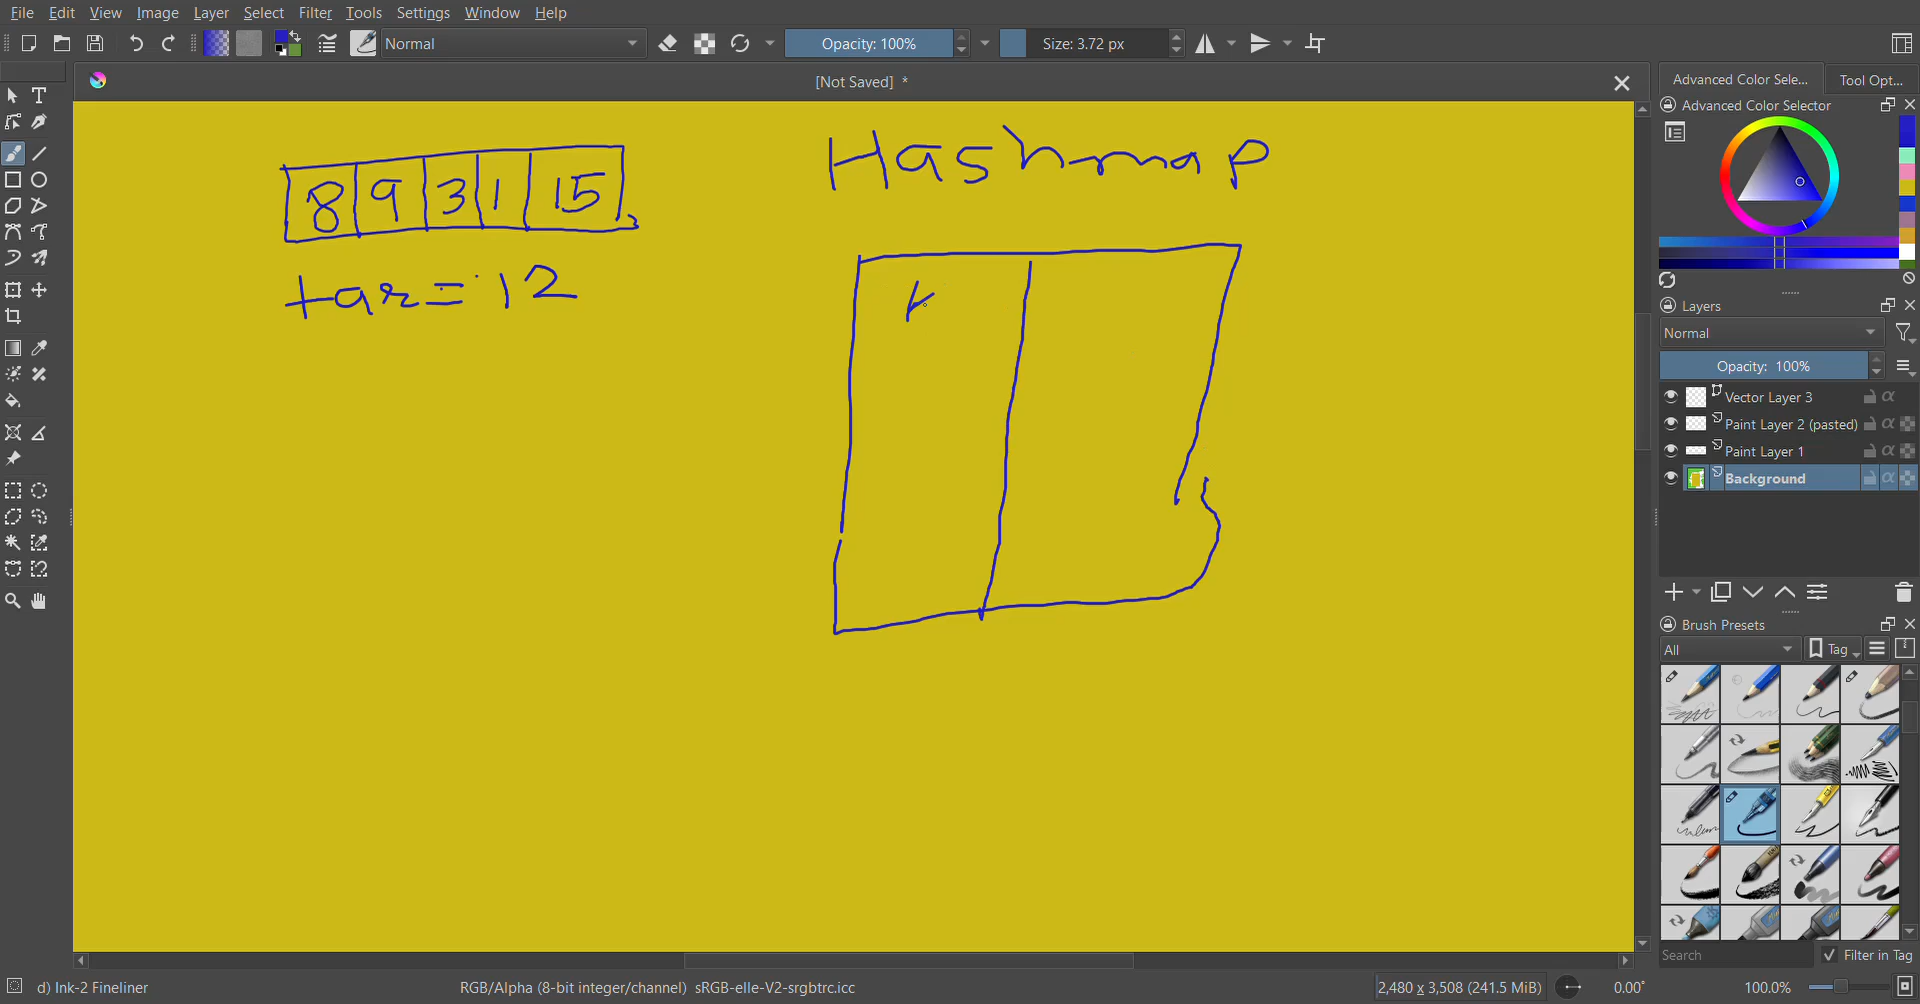 File Edit View Image Layer Select Filter Tools Settings Window Help
Normal Opacity: 100% Size: 3.72 px
[Not Saved] *
Advanced Color Sele... Tool Opt...
Advanced Color Selector
Hashmap
8 9 3 1 15
tar = 12
K
Layers
Normal
Opacity: 100%
Vector Layer 3
Paint Layer 2 (pasted)
Paint Layer 1
Background
Brush Presets
All Tag
Search Filter in Tag
d) Ink-2 Fineliner RGB/Alpha (8-bit integer/channel) sRGB-elle-V2-srgbtrc.icc 2,480 x 3,508 (241.5 MiB) 0.00° 100.0%